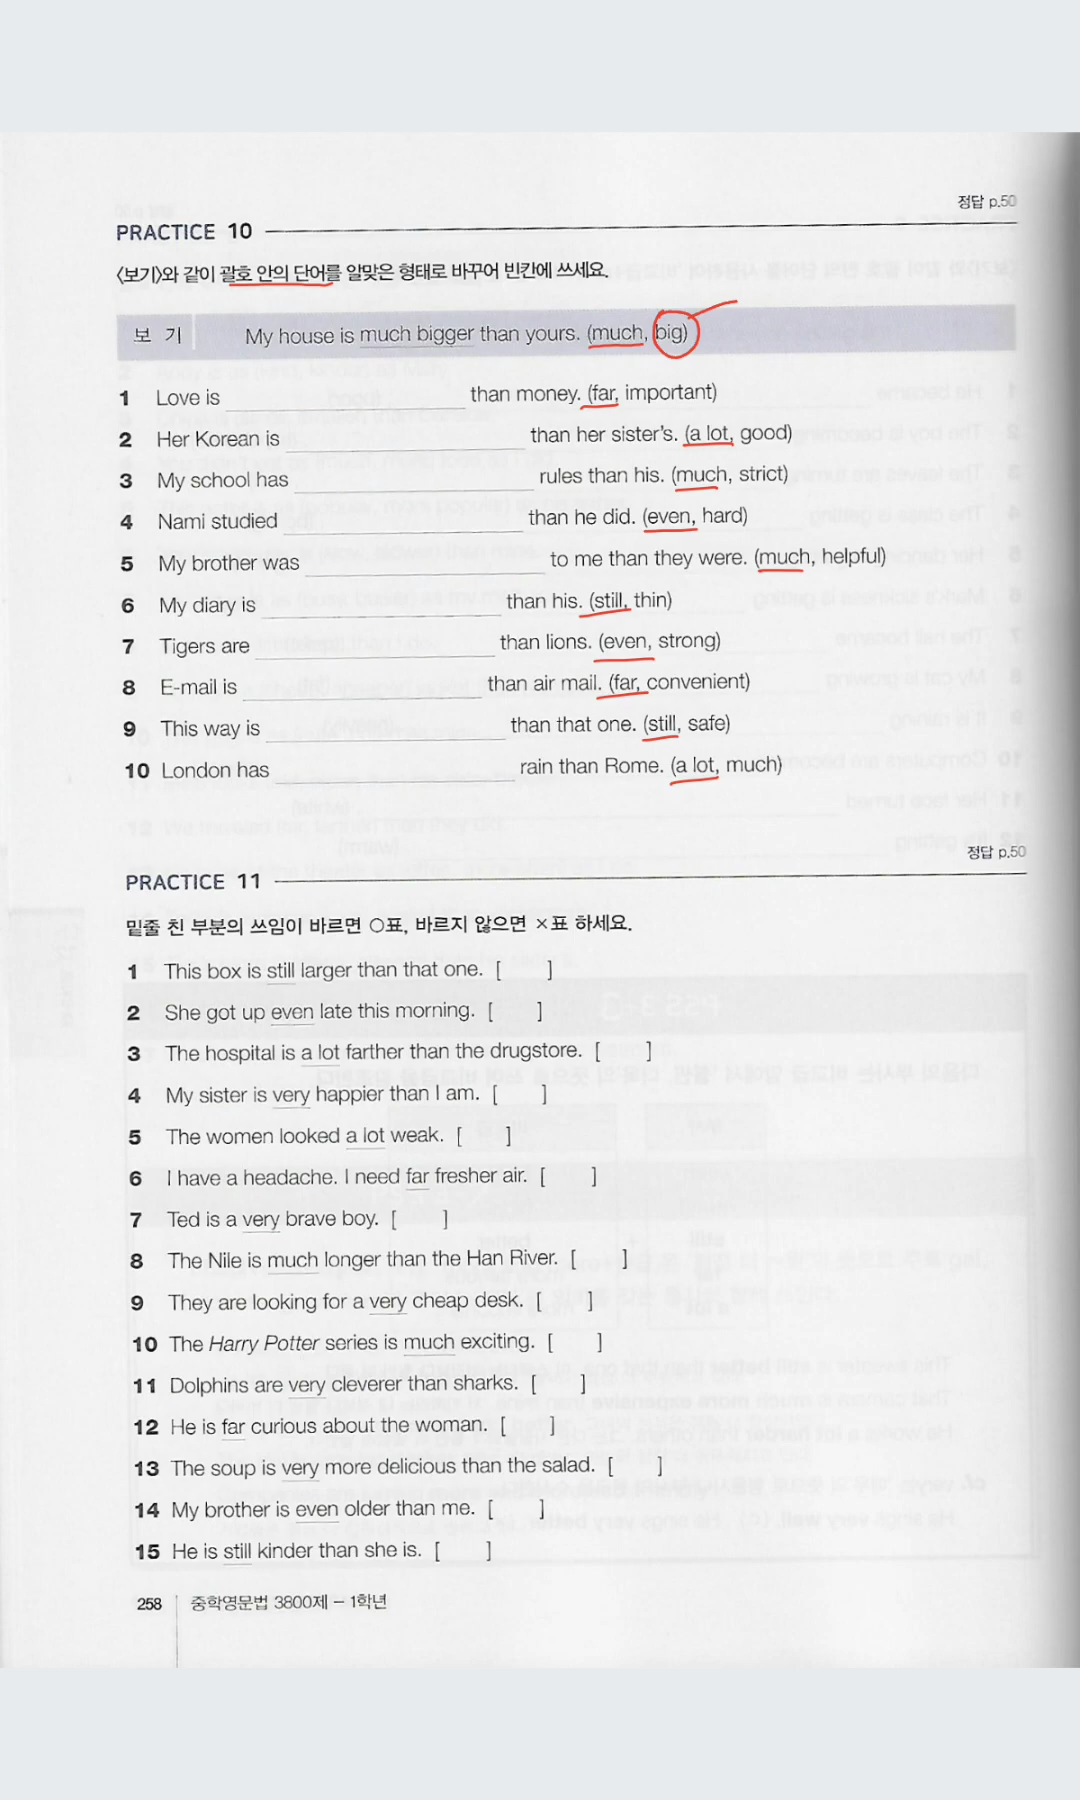 정답 p.50
PRACTICE 10
〈보기〉와 같이 괄호 안의 단어를 알맞은 형태로 바꾸어 빈칸에 쓰세요.
보 기 My house is much bigger than yours. (much, big)
1 Love is ____ than money. (far, important)
2 Her Korean is ____ than her sister's. (a lot, good)
3 My school has ____ rules than his. (much, strict)
4 Nami studied ____ than he did. (even, hard)
5 My brother was ____ to me than they were. (much, helpful)
6 My diary is ____ than his. (still, thin)
7 Tigers are ____ than lions. (even, strong)
8 E-mail is ____ than air mail. (far, convenient)
9 This way is ____ than that one. (still, safe)
10 London has ____ rain than Rome. (a lot, much)
정답 p.50
PRACTICE 11
밑줄 친 부분의 쓰임이 바르면 ○표, 바르지 않으면 ×표 하세요.
1 This box is still larger than that one. [ ]
2 She got up even late this morning. [ ]
3 The hospital is a lot farther than the drugstore. [ ]
4 My sister is very happier than I am. [ ]
5 The women looked a lot weak. [ ]
6 I have a headache. I need far fresher air. [ ]
7 Ted is a very brave boy. [ ]
8 The Nile is much longer than the Han River. [ ]
9 They are looking for a very cheap desk. [ ]
10 The Harry Potter series is much exciting. [ ]
11 Dolphins are very cleverer than sharks. [ ]
12 He is far curious about the woman. [ ]
13 The soup is very more delicious than the salad. [ ]
14 My brother is even older than me. [ ]
15 He is still kinder than she is. [ ]
258 중학영문법 3800제 – 1학년